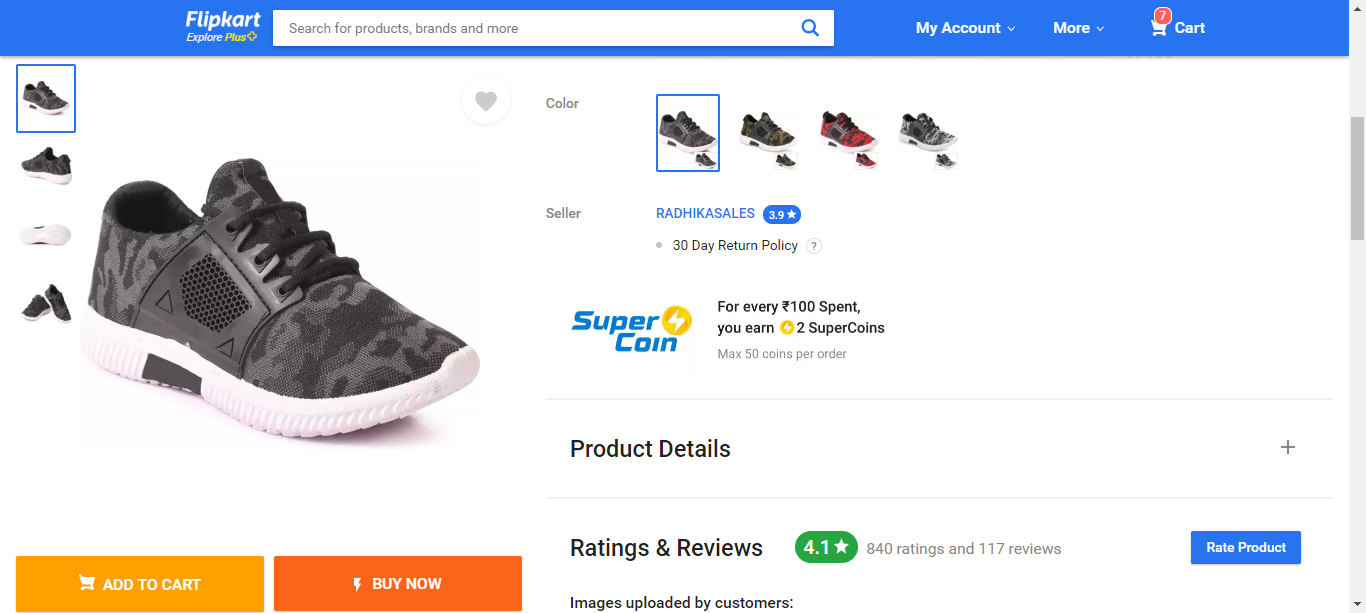 Flipkart
Explore Plus
Search for products, brands and more
My Account
More
7
Cart
Color
Seller
RADHIKASALES
3.9★
30 Day Return Policy
?
Super Coin
For every ₹100 Spent,
you earn 2 SuperCoins
Max 50 coins per order
Product Details
+
Ratings & Reviews
4.1★
840 ratings and 117 reviews
Rate Product
Images uploaded by customers:
ADD TO CART
BUY NOW